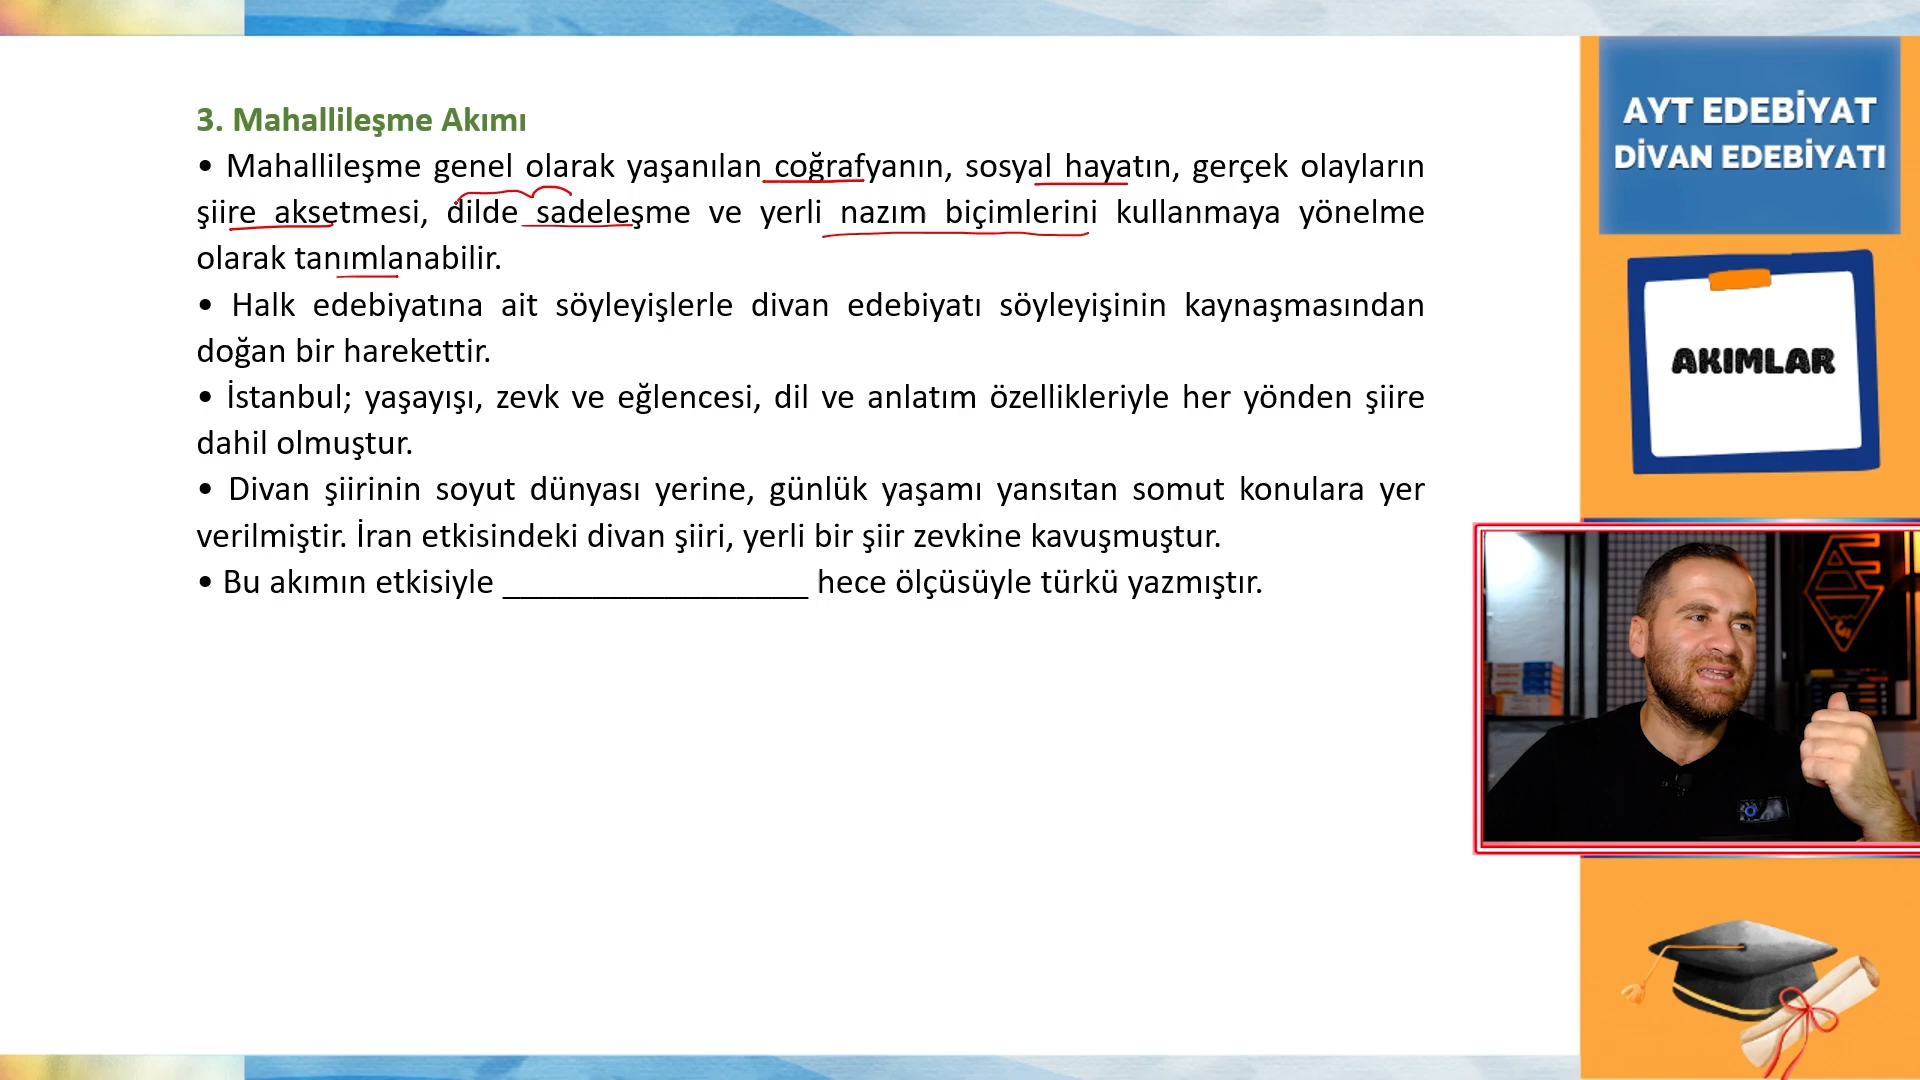 3. Mahallileşme Akımı
• Mahallileşme genel olarak yaşanılan coğrafyanın, sosyal hayatın, gerçek olayların
şiire aksetmesi, dilde sadeleşme ve yerli nazım biçimlerini kullanmaya yönelme
olarak tanımlanabilir.
• Halk edebiyatına ait söyleyişlerle divan edebiyatı söyleyişinin kaynaşmasından
doğan bir harekettir.
• İstanbul; yaşayışı, zevk ve eğlencesi, dil ve anlatım özellikleriyle her yönden şiire
dahil olmuştur.
• Divan şiirinin soyut dünyası yerine, günlük yaşamı yansıtan somut konulara yer
verilmiştir. İran etkisindeki divan şiiri, yerli bir şiir zevkine kavuşmuştur.
• Bu akımın etkisiyle _________________ hece ölçüsüyle türkü yazmıştır.
AYT EDEBİYAT
DİVAN EDEBİYATI
AKIMLAR